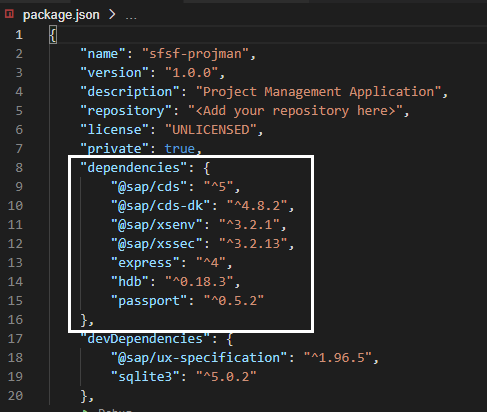 package.json > ...
1 {
2 "name": "sfsf-projman",
3 "version": "1.0.0",
4 "description": "Project Management Application",
5 "repository": "<Add your repository here>",
6 "license": "UNLICENSED",
7 "private": true,
8 "dependencies": {
9 "@sap/cds": "^5",
10 "@sap/cds-dk": "^4.8.2",
11 "@sap/xsenv": "^3.2.1",
12 "@sap/xssec": "^3.2.13",
13 "express": "^4",
14 "hdb": "^0.18.3",
15 "passport": "^0.5.2"
16 },
17 "devDependencies": {
18 "@sap/ux-specification": "^1.96.5",
19 "sqlite3": "^5.0.2"
20 },
Debug